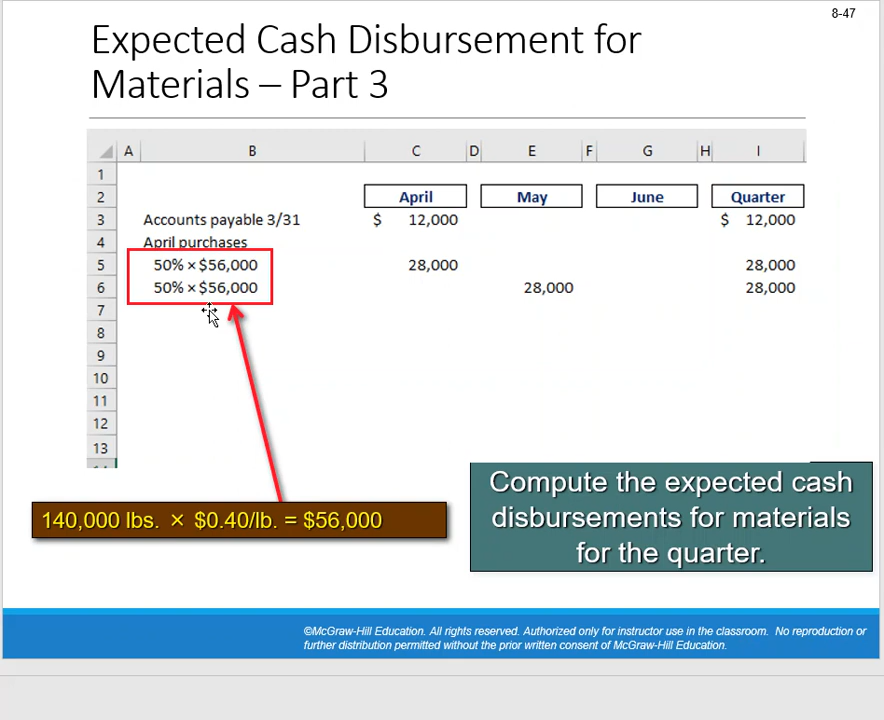 8-47
Expected Cash Disbursement for
Materials – Part 3
A B C D E F G H I
1
2 April May June Quarter
3 Accounts payable 3/31 $ 12,000 $ 12,000
4 April purchases
5 50% × $56,000 28,000 28,000
6 50% × $56,000 28,000 28,000
7
8
9
10
11
12
13
140,000 lbs. × $0.40/lb. = $56,000
Compute the expected cash
disbursements for materials
for the quarter.
©McGraw-Hill Education. All rights reserved. Authorized only for instructor use in the classroom. No reproduction or
further distribution permitted without the prior written consent of McGraw-Hill Education.